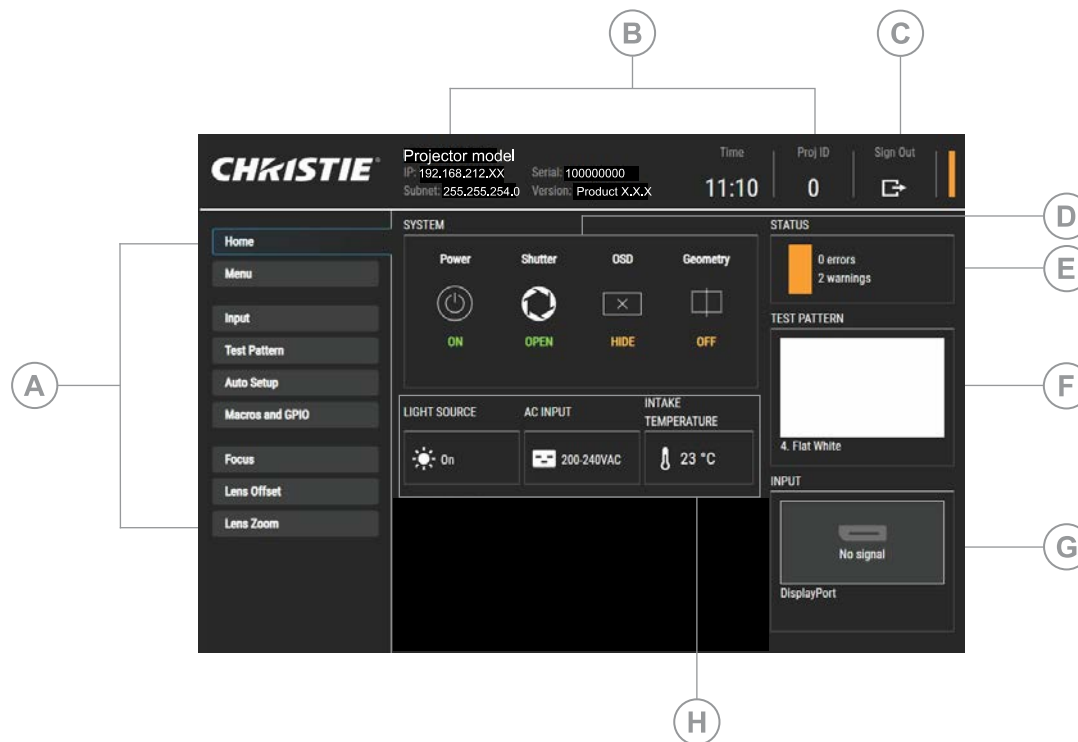 B
C
CHRISTIE®
Projector model
IP: 192.168.212.XX Serial: 100000000
Subnet: 255.255.254.0 Version: Product X.X.X
Time
11:10
Proj ID
0
Sign Out
A
Home
Menu
Input
Test Pattern
Auto Setup
Macros and GPIO
Focus
Lens Offset
Lens Zoom
SYSTEM
Power Shutter OSD Geometry
ON OPEN HIDE OFF
LIGHT SOURCE
On
AC INPUT
200-240VAC
INTAKE
TEMPERATURE
23 °C
D
STATUS
0 errors
2 warnings
E
TEST PATTERN
4. Flat White
F
INPUT
No signal
DisplayPort
G
H